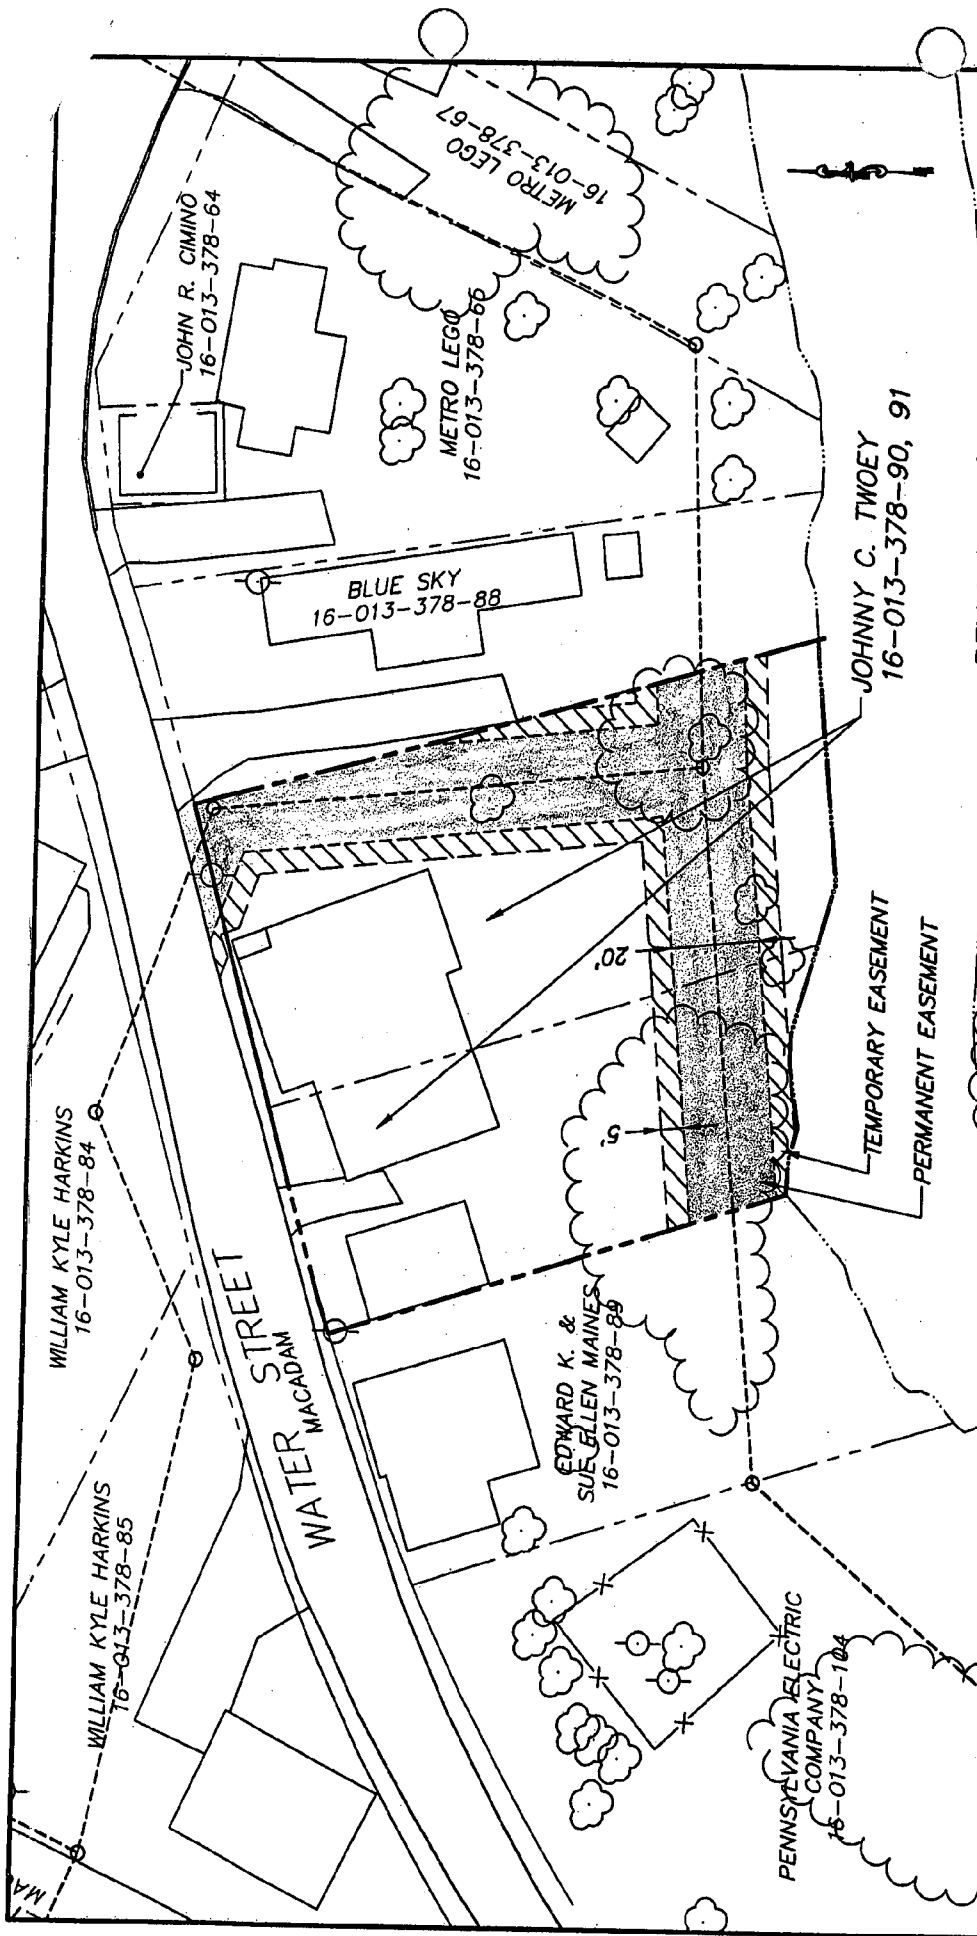 WILLIAM KYLE HARKINS
16-013-378-85
WILLIAM KYLE HARKINS
16-013-378-84
WATER STREET
MACADAM
JOHN R. CIMINO
16-013-378-64
METRO LEGO
16-013-378-66
METRO LEGO
16-013-378-67
BLUE SKY
16-013-378-88
EDWARD K. &
SUE ELLEN MAINES
16-013-378-89
PENNSYLVANIA ELECTRIC
COMPANY
16-013-378-104
5'
20'
JOHNNY C. TWOEY
16-013-378-90, 91
TEMPORARY EASEMENT
PERMANENT EASEMENT
MA